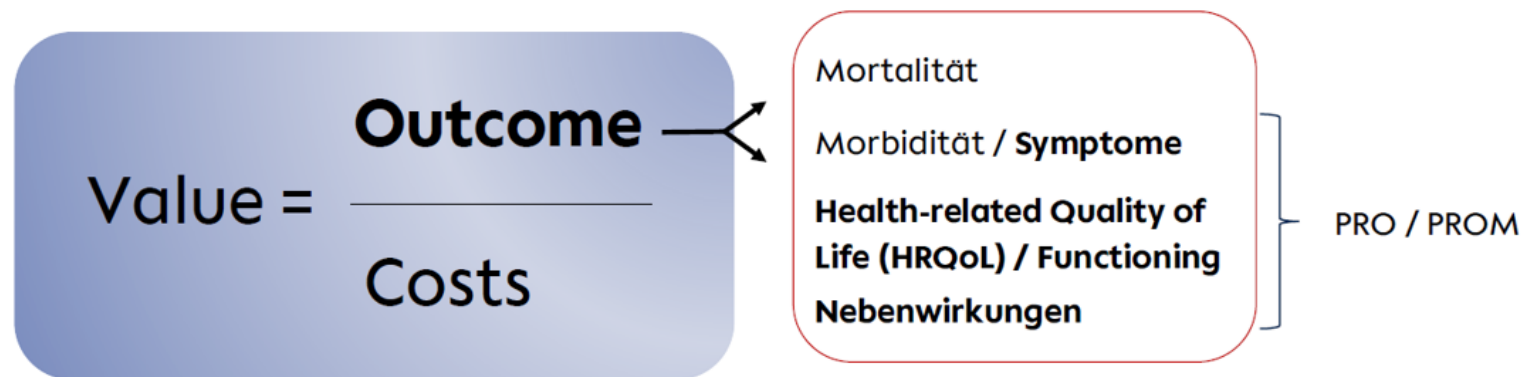 Value =
Outcome
Costs
Mortalität
Morbidität / Symptome
Health-related Quality of
Life (HRQoL) / Functioning
Nebenwirkungen
PRO / PROM